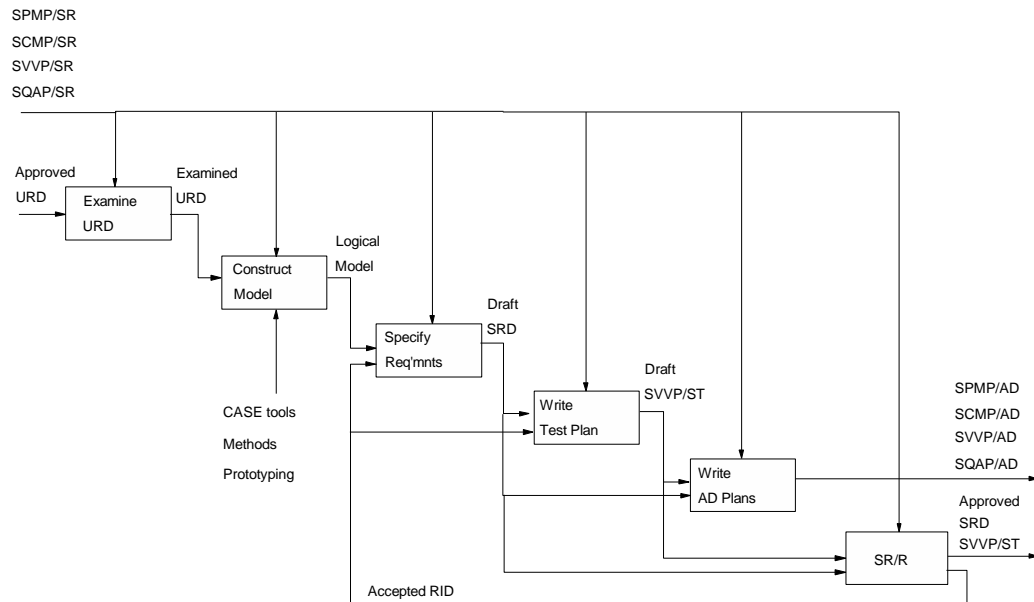 SPMP/SR
SCMP/SR
SVVP/SR
SQAP/SR
Approved
URD
Examine
URD
Examined
URD
Construct
Model
Logical
Model
CASE tools
Methods
Prototyping
Specify
Req'mnts
Draft
SRD
Write
Test Plan
Draft
SVVP/ST
Write
AD Plans
SPMP/AD
SCMP/AD
SVVP/AD
SQAP/AD
SR/R
Approved
SRD
SVVP/ST
Accepted RID